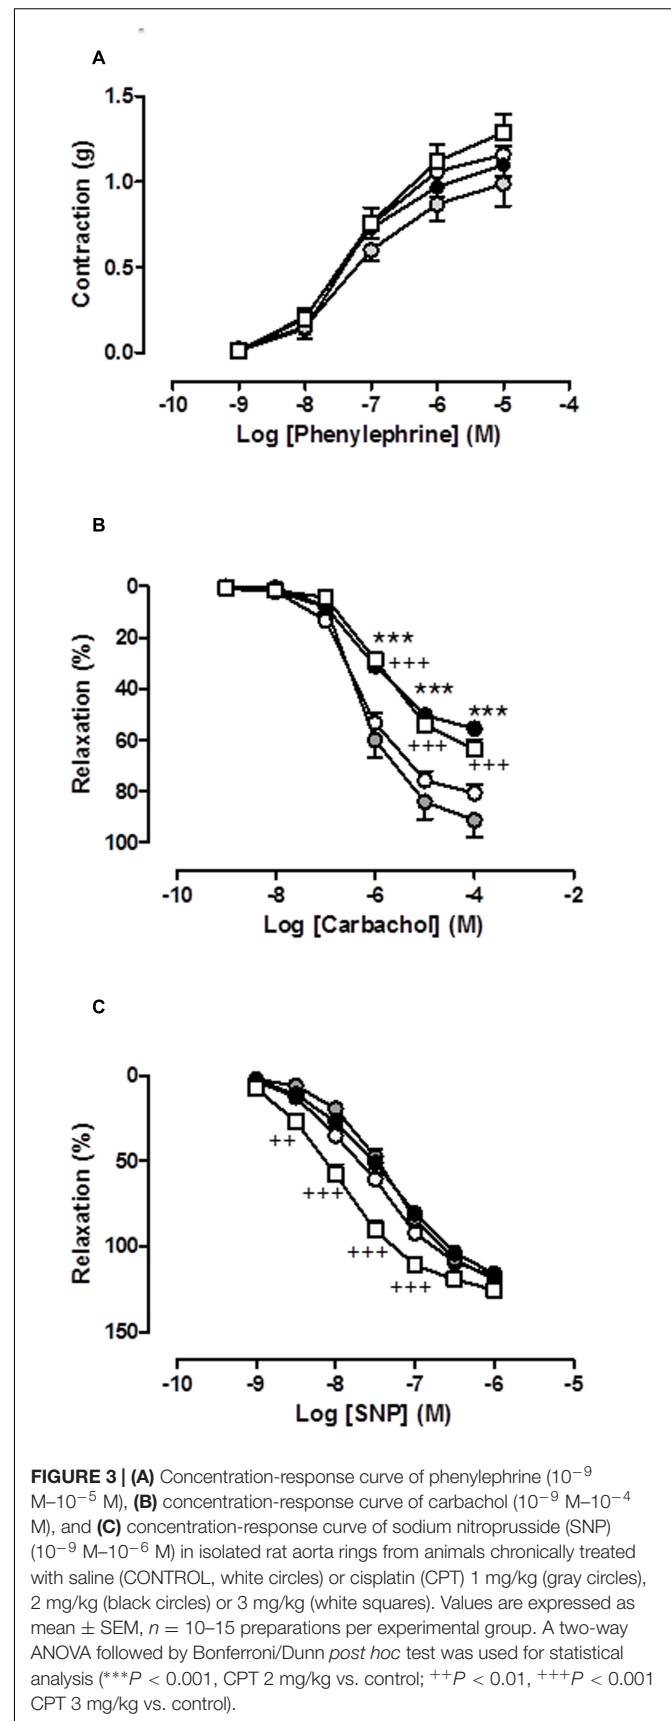 A
1.5
1.0
0.5
0.0
Contraction (g)
-10 -9 -8 -7 -6 -5 -4
Log [Phenylephrine] (M)
B
0
20
40
60
80
100
Relaxation (%)
***
+++
***
***
+++
+++
-10 -8 -6 -4 -2
Log [Carbachol] (M)
C
0
50
100
150
Relaxation (%)
++
+++
+++
+++
-10 -9 -8 -7 -6 -5
Log [SNP] (M)
FIGURE 3 | (A) Concentration-response curve of phenylephrine (10⁻⁹
M–10⁻⁵ M), (B) concentration-response curve of carbachol (10⁻⁹ M–10⁻⁴
M), and (C) concentration-response curve of sodium nitroprusside (SNP)
(10⁻⁹ M–10⁻⁶ M) in isolated rat aorta rings from animals chronically treated
with saline (CONTROL, white circles) or cisplatin (CPT) 1 mg/kg (gray circles),
2 mg/kg (black circles) or 3 mg/kg (white squares). Values are expressed as
mean ± SEM, n = 10–15 preparations per experimental group. A two-way
ANOVA followed by Bonferroni/Dunn post hoc test was used for statistical
analysis (***P < 0.001, CPT 2 mg/kg vs. control; ⁺⁺P < 0.01, ⁺⁺⁺P < 0.001
CPT 3 mg/kg vs. control).